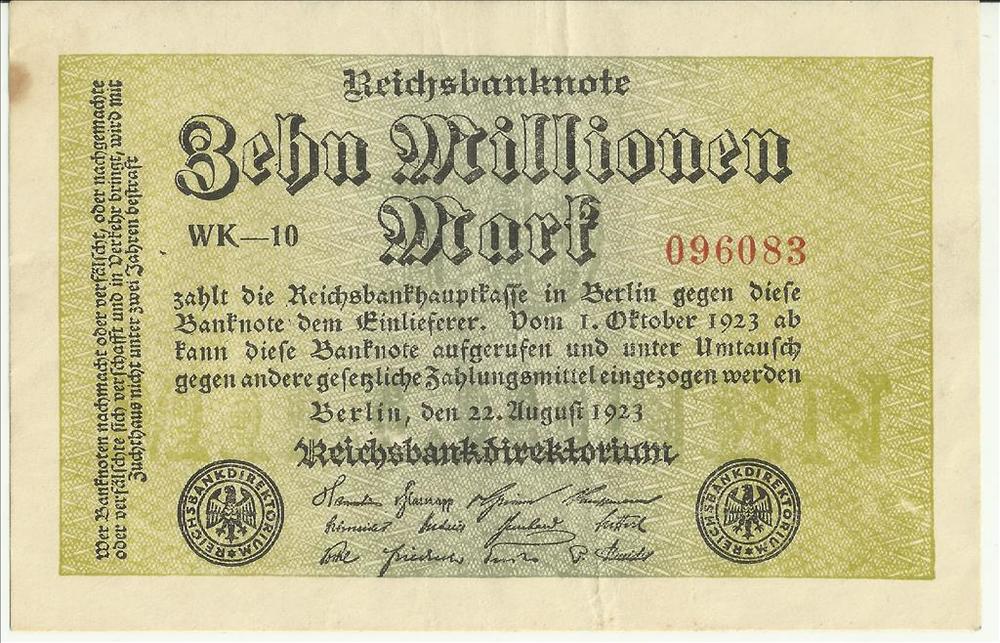 Reichsbanknote
Zehn Millionen
Mark
WK—10
096083
zahlt die Reichsbankhauptkasse in Berlin gegen diese
Banknote dem Einlieferer. Vom 1. Oktober 1923 ab
kann diese Banknote aufgerufen und unter Umtausch
gegen andere gesetzliche Zahlungsmittel eingezogen werden
Berlin, den 22. August 1923
Reichsbankdirektorium
REICHSBANKDIREKTORIUM
REICHSBANKDIREKTORIUM
Wer Banknoten nachmacht oder verfälscht, oder nachgemachte
oder verfälschte sich verschafft und in Verkehr bringt, wird mit
Zuchthaus nicht unter zwei Jahren bestraft